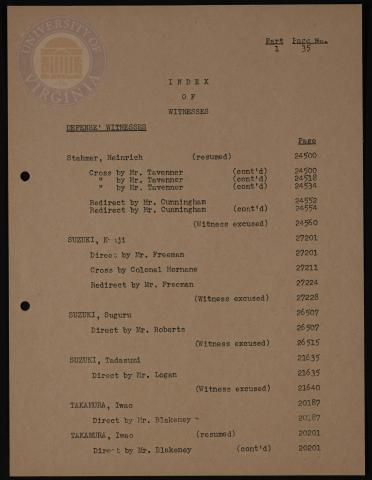 UNIVERSITY OF VIRGINIA
Part Page No.
1 35
I N D E X
O F
WITNESSES
DEFENSE' WITNESSES
Page
Stahmer, Heinrich (resumed) 24500
Cross by Mr. Tavenner (cont'd) 24500
" by Mr. Tavenner (cont'd) 24518
" by Mr. Tavenner (cont'd) 24534
Redirect by Mr. Cunningham 24552
Redirect by Mr. Cunningham (cont'd) 24554
(Witness excused) 24560
SUZUKI, 27201
Direct by Mr. Freeman 27201
Cross by Colonel Mornane 27211
Redirect by Mr. Freeman 27224
(Witness excused) 27228
SUZUKI, Suguru 26507
Direct by Mr. Roberts 26507
(Witness excused) 26515
SUZUKI, Tadasumi 21635
Direct by Mr. Logan 21635
(Witness excused) 21640
TAKAMURA, Iwao 20187
Direct by Mr. Blakeney 20187
TAKAMURA, Iwao (resumed) 20201
Direct by Mr. Blakeney (cont'd) 20201